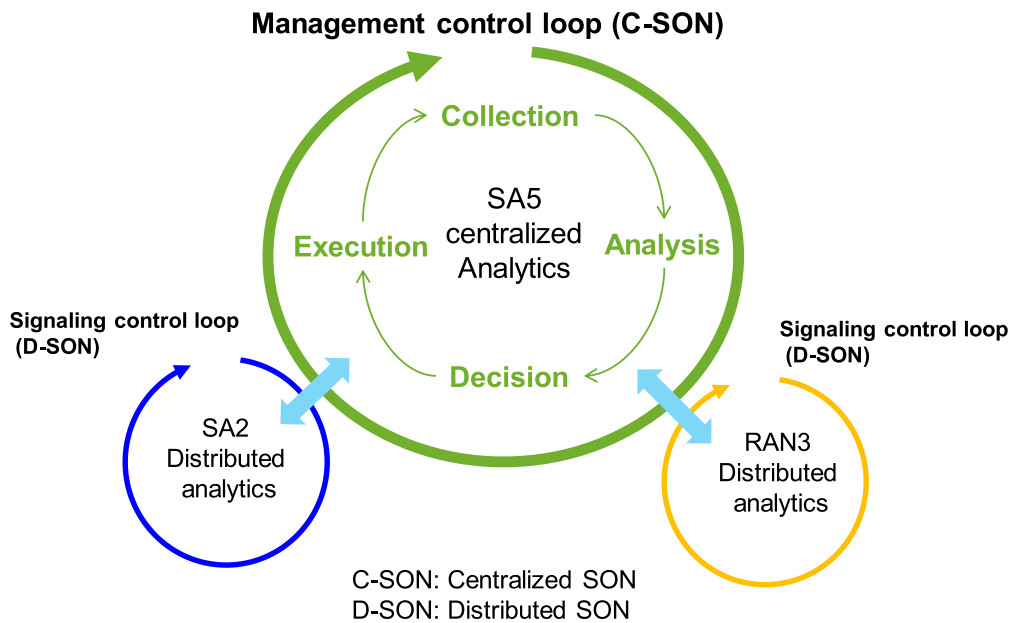 Management control loop (C-SON)
Collection
SA5
centralized
Analytics
Execution
Analysis
Decision
Signaling control loop
(D-SON)
SA2
Distributed
analytics
Signaling control loop
(D-SON)
RAN3
Distributed
analytics
C-SON: Centralized SON
D-SON: Distributed SON